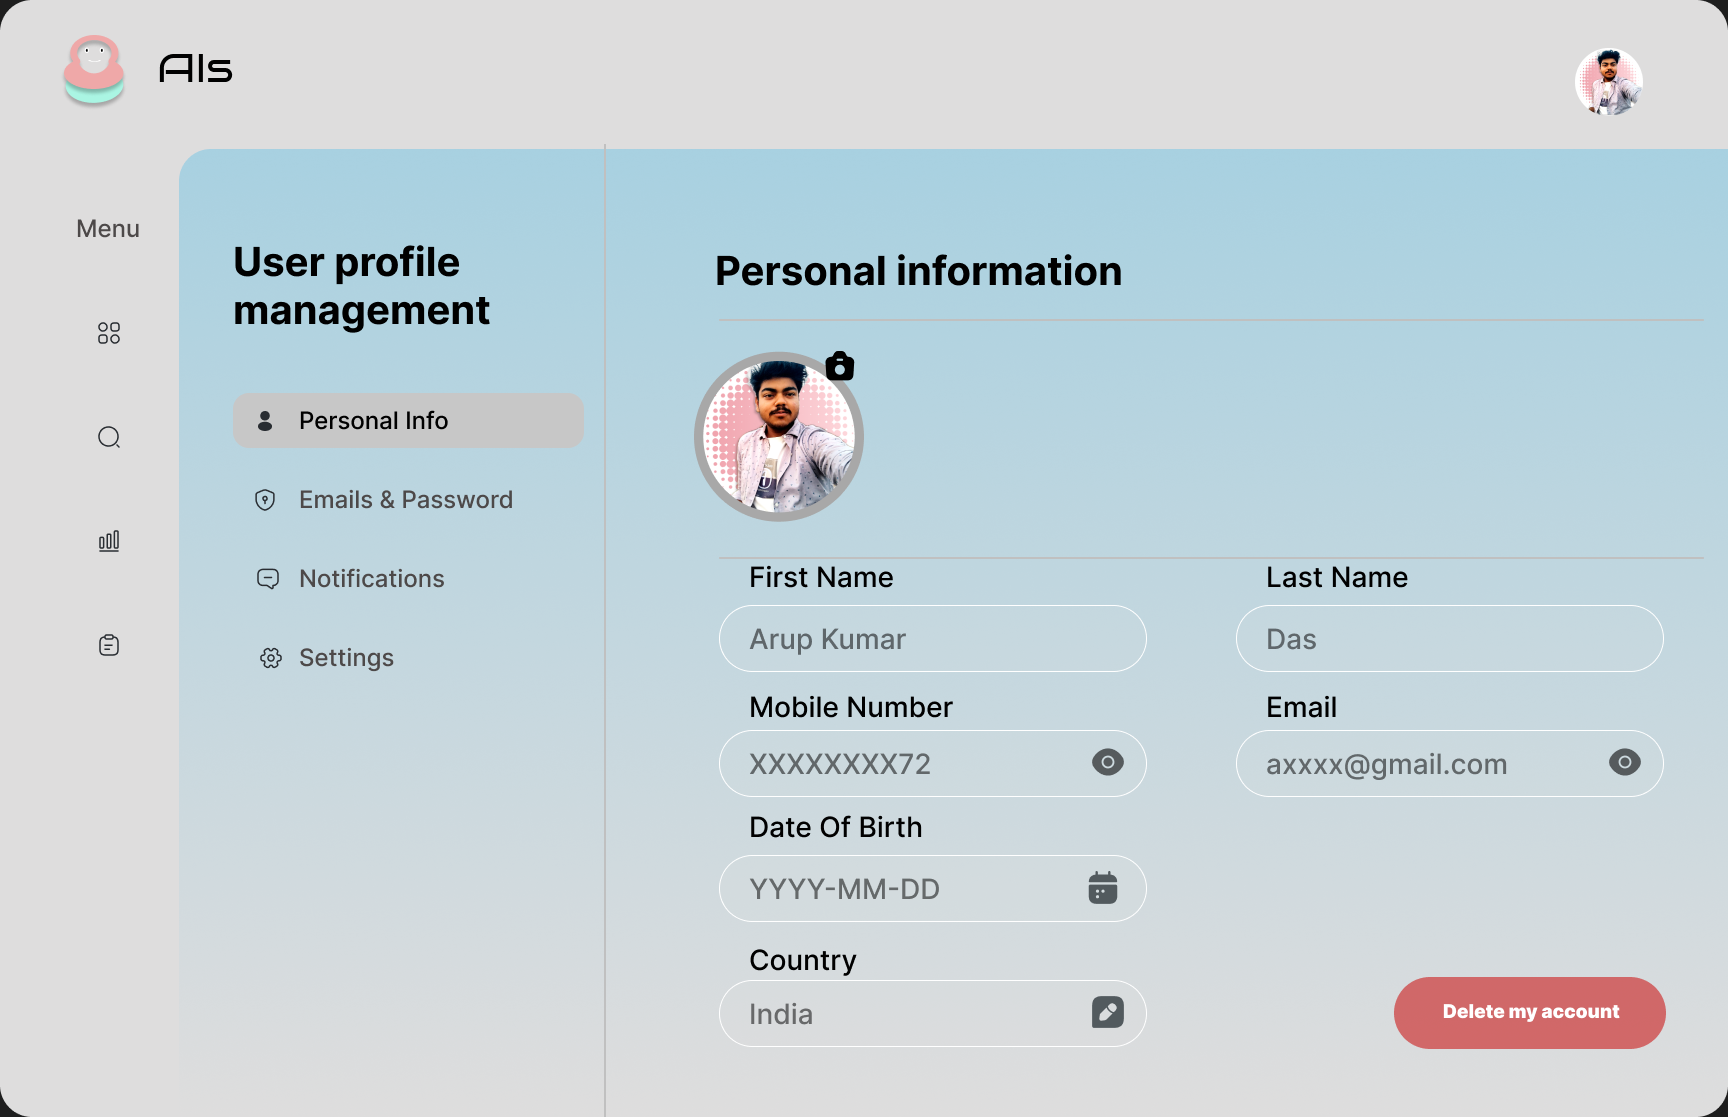 AIs
Menu
User profile
management
Personal Info
Emails & Password
Notifications
Settings
Personal information
First Name
Last Name
Arup Kumar
Das
Mobile Number
Email
XXXXXXXX72
axxxx@gmail.com
Date Of Birth
YYYY-MM-DD
Country
India
Delete my account